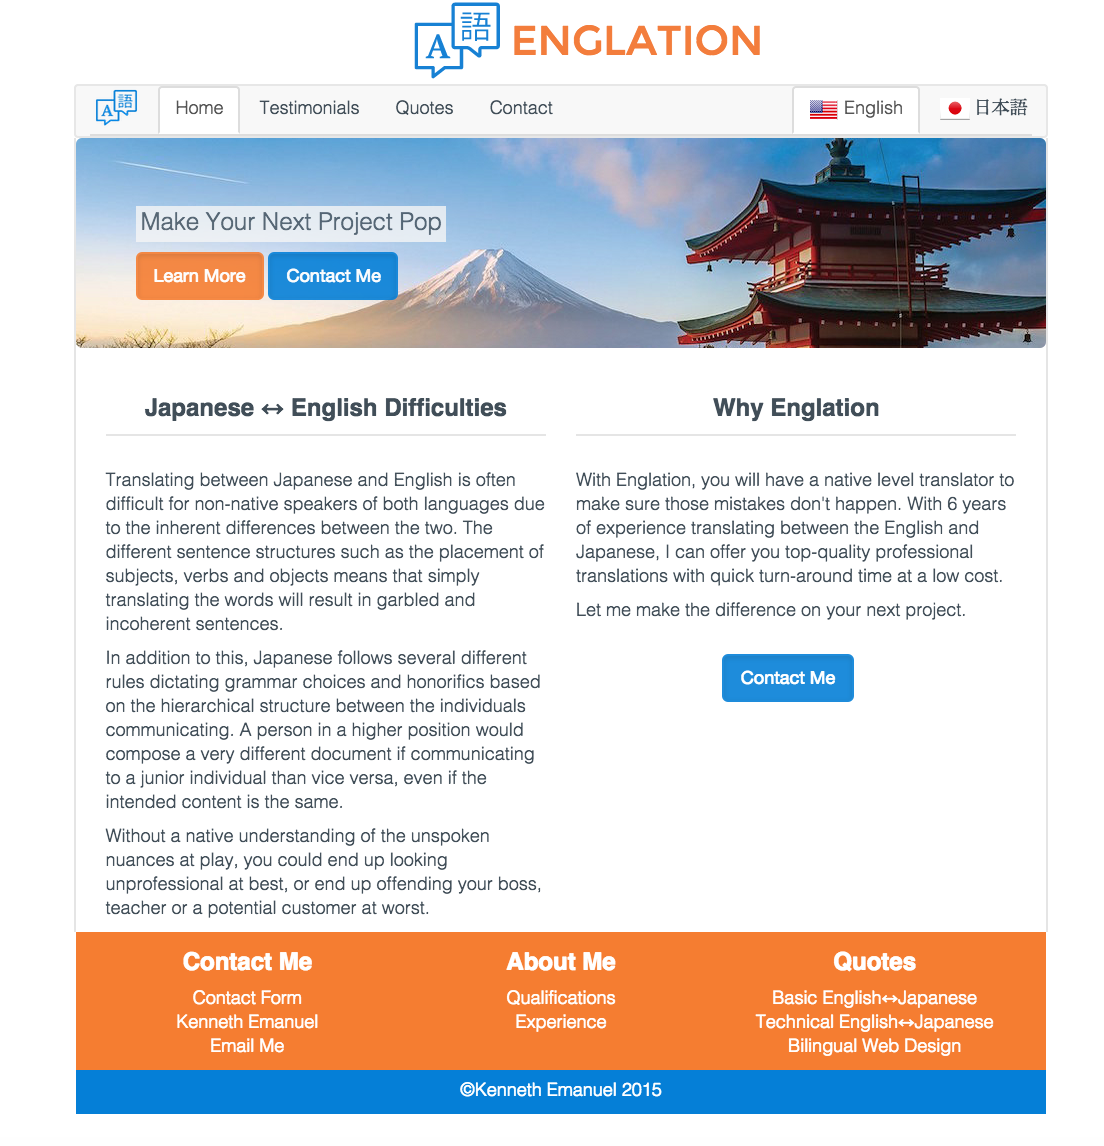 A 語 ENGLATION
A 語 Home Testimonials Quotes Contact English 日本語
Make Your Next Project Pop
Learn More Contact Me
Japanese ↔ English Difficulties
Translating between Japanese and English is often
difficult for non-native speakers of both languages due
to the inherent differences between the two. The
different sentence structures such as the placement of
subjects, verbs and objects means that simply
translating the words will result in garbled and
incoherent sentences.
In addition to this, Japanese follows several different
rules dictating grammar choices and honorifics based
on the hierarchical structure between the individuals
communicating. A person in a higher position would
compose a very different document if communicating
to a junior individual than vice versa, even if the
intended content is the same.
Without a native understanding of the unspoken
nuances at play, you could end up looking
unprofessional at best, or end up offending your boss,
teacher or a potential customer at worst.
Why Englation
With Englation, you will have a native level translator to
make sure those mistakes don't happen. With 6 years
of experience translating between the English and
Japanese, I can offer you top-quality professional
translations with quick turn-around time at a low cost.
Let me make the difference on your next project.
Contact Me
Contact Me
Contact Form
Kenneth Emanuel
Email Me
About Me
Qualifications
Experience
Quotes
Basic English↔Japanese
Technical English↔Japanese
Bilingual Web Design
©Kenneth Emanuel 2015